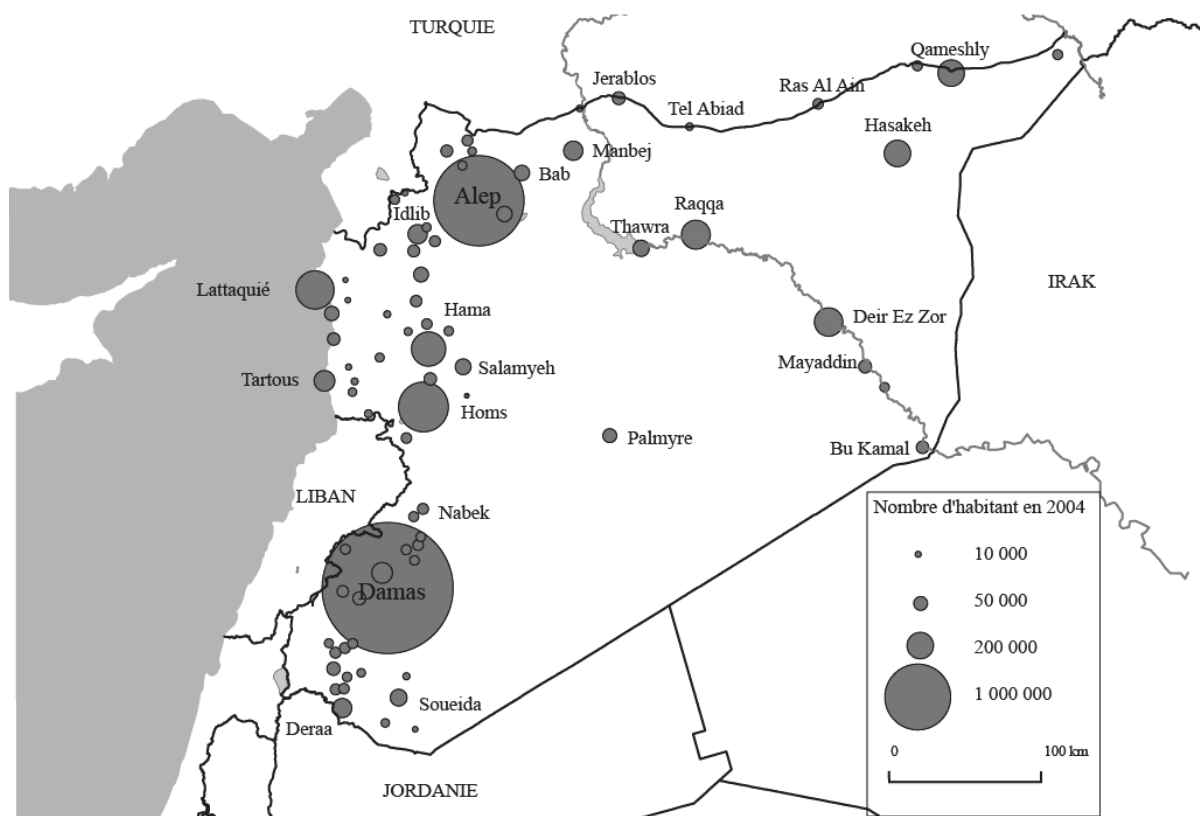 TURQUIE
Qameshly
Jerablos
Ras Al Ain
Tel Abiad
Hasakeh
Manbej
Bab
Alep
Raqqa
Idlib
Thawra
IRAK
Lattaquié
Hama
Deir Ez Zor
Mayaddin
Salamyeh
Tartous
Homs
Palmyre
Bu Kamal
LIBAN
Nabek
Damas
Soueida
Deraa
JORDANIE
Nombre d'habitant en 2004
10 000
50 000
200 000
1 000 000
0 100 km